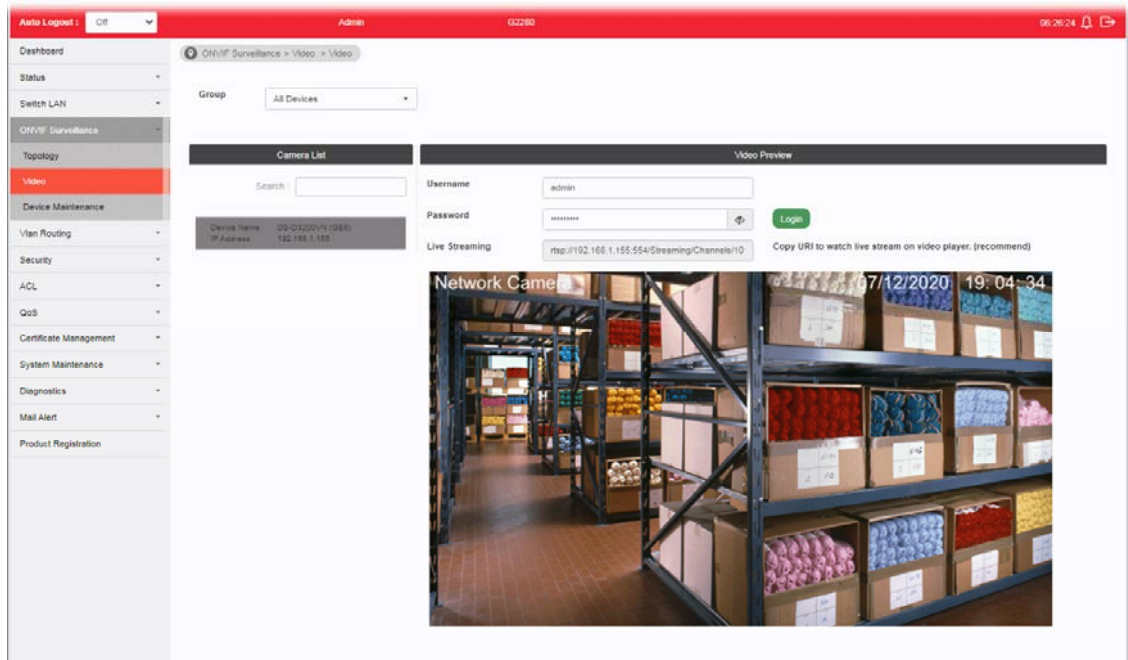 Auto Logout : Off Admin G2280 06:26:24
Dashboard
Status
Switch LAN
ONVIF Surveillance
Topology
Video
Device Maintenance
Vlan Routing
Security
ACL
QoS
Certificate Management
System Maintenance
Diagnostics
Mail Alert
Product Registration
ONVIF Surveillance > Video > Video
Group All Devices
Camera List
Search :
Device Name
IP Address 192.168.1.155
Video Preview
Username admin
Password •••••••••
Login
Live Streaming rtsp://192.168.1.155:554/Streaming/Channels/10
Copy URI to watch live stream on video player. (recommend)
Network Camera 07/12/2020 19: 04: 34